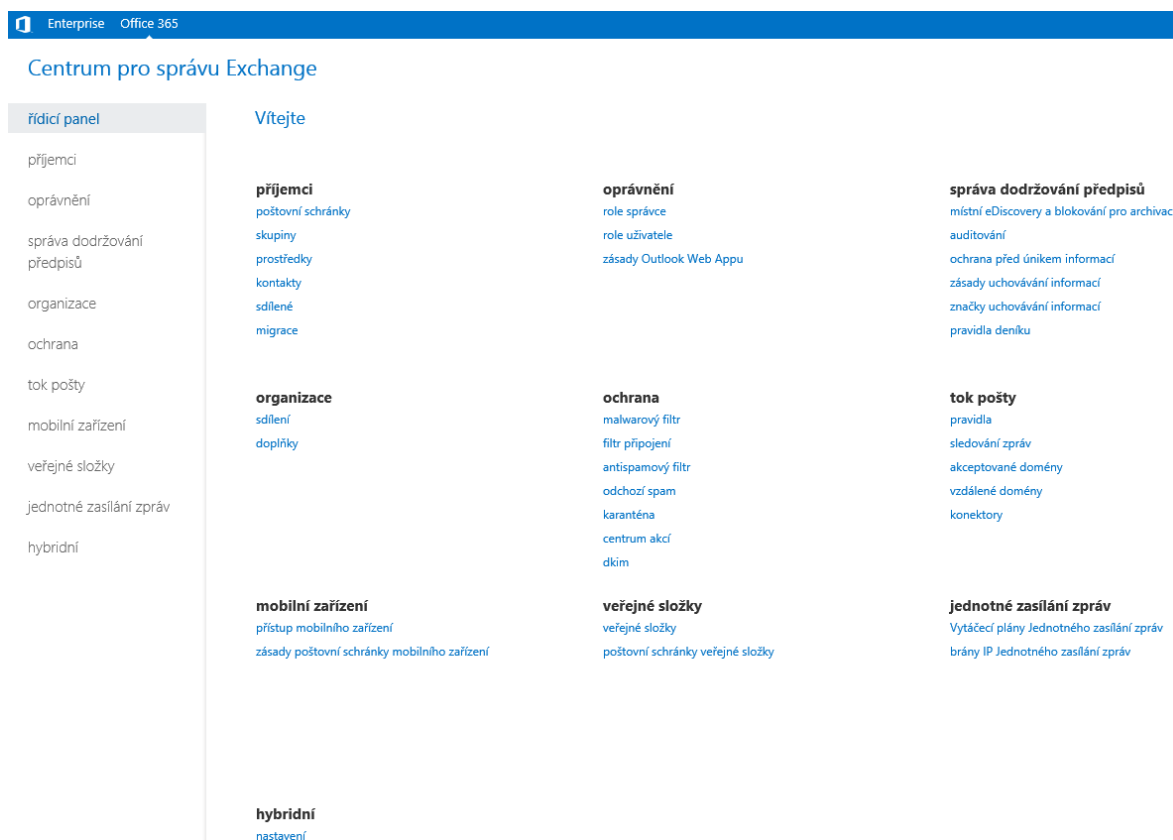 Enterprise Office 365
Centrum pro správu Exchange
řídicí panel
příjemci
oprávnění
správa dodržování
předpisů
organizace
ochrana
tok pošty
mobilní zařízení
veřejné složky
jednotné zasílání zpráv
hybridní
Vítejte
příjemci
poštovní schránky
skupiny
prostředky
kontakty
sdílené
migrace
oprávnění
role správce
role uživatele
zásady Outlook Web Appu
správa dodržování předpisů
místní eDiscovery a blokování pro archivac
auditování
ochrana před únikem informací
zásady uchovávání informací
značky uchovávání informací
pravidla deníku
organizace
sdílení
doplňky
ochrana
malwarový filtr
filtr připojení
antispamový filtr
odchozí spam
karanténa
centrum akcí
dkim
tok pošty
pravidla
sledování zpráv
akceptované domény
vzdálené domény
konektory
mobilní zařízení
přístup mobilního zařízení
zásady poštovní schránky mobilního zařízení
veřejné složky
veřejné složky
poštovní schránky veřejné složky
jednotné zasílání zpráv
Vytáčecí plány Jednotného zasílání zpráv
brány IP Jednotného zasílání zpráv
hybridní
nastavení